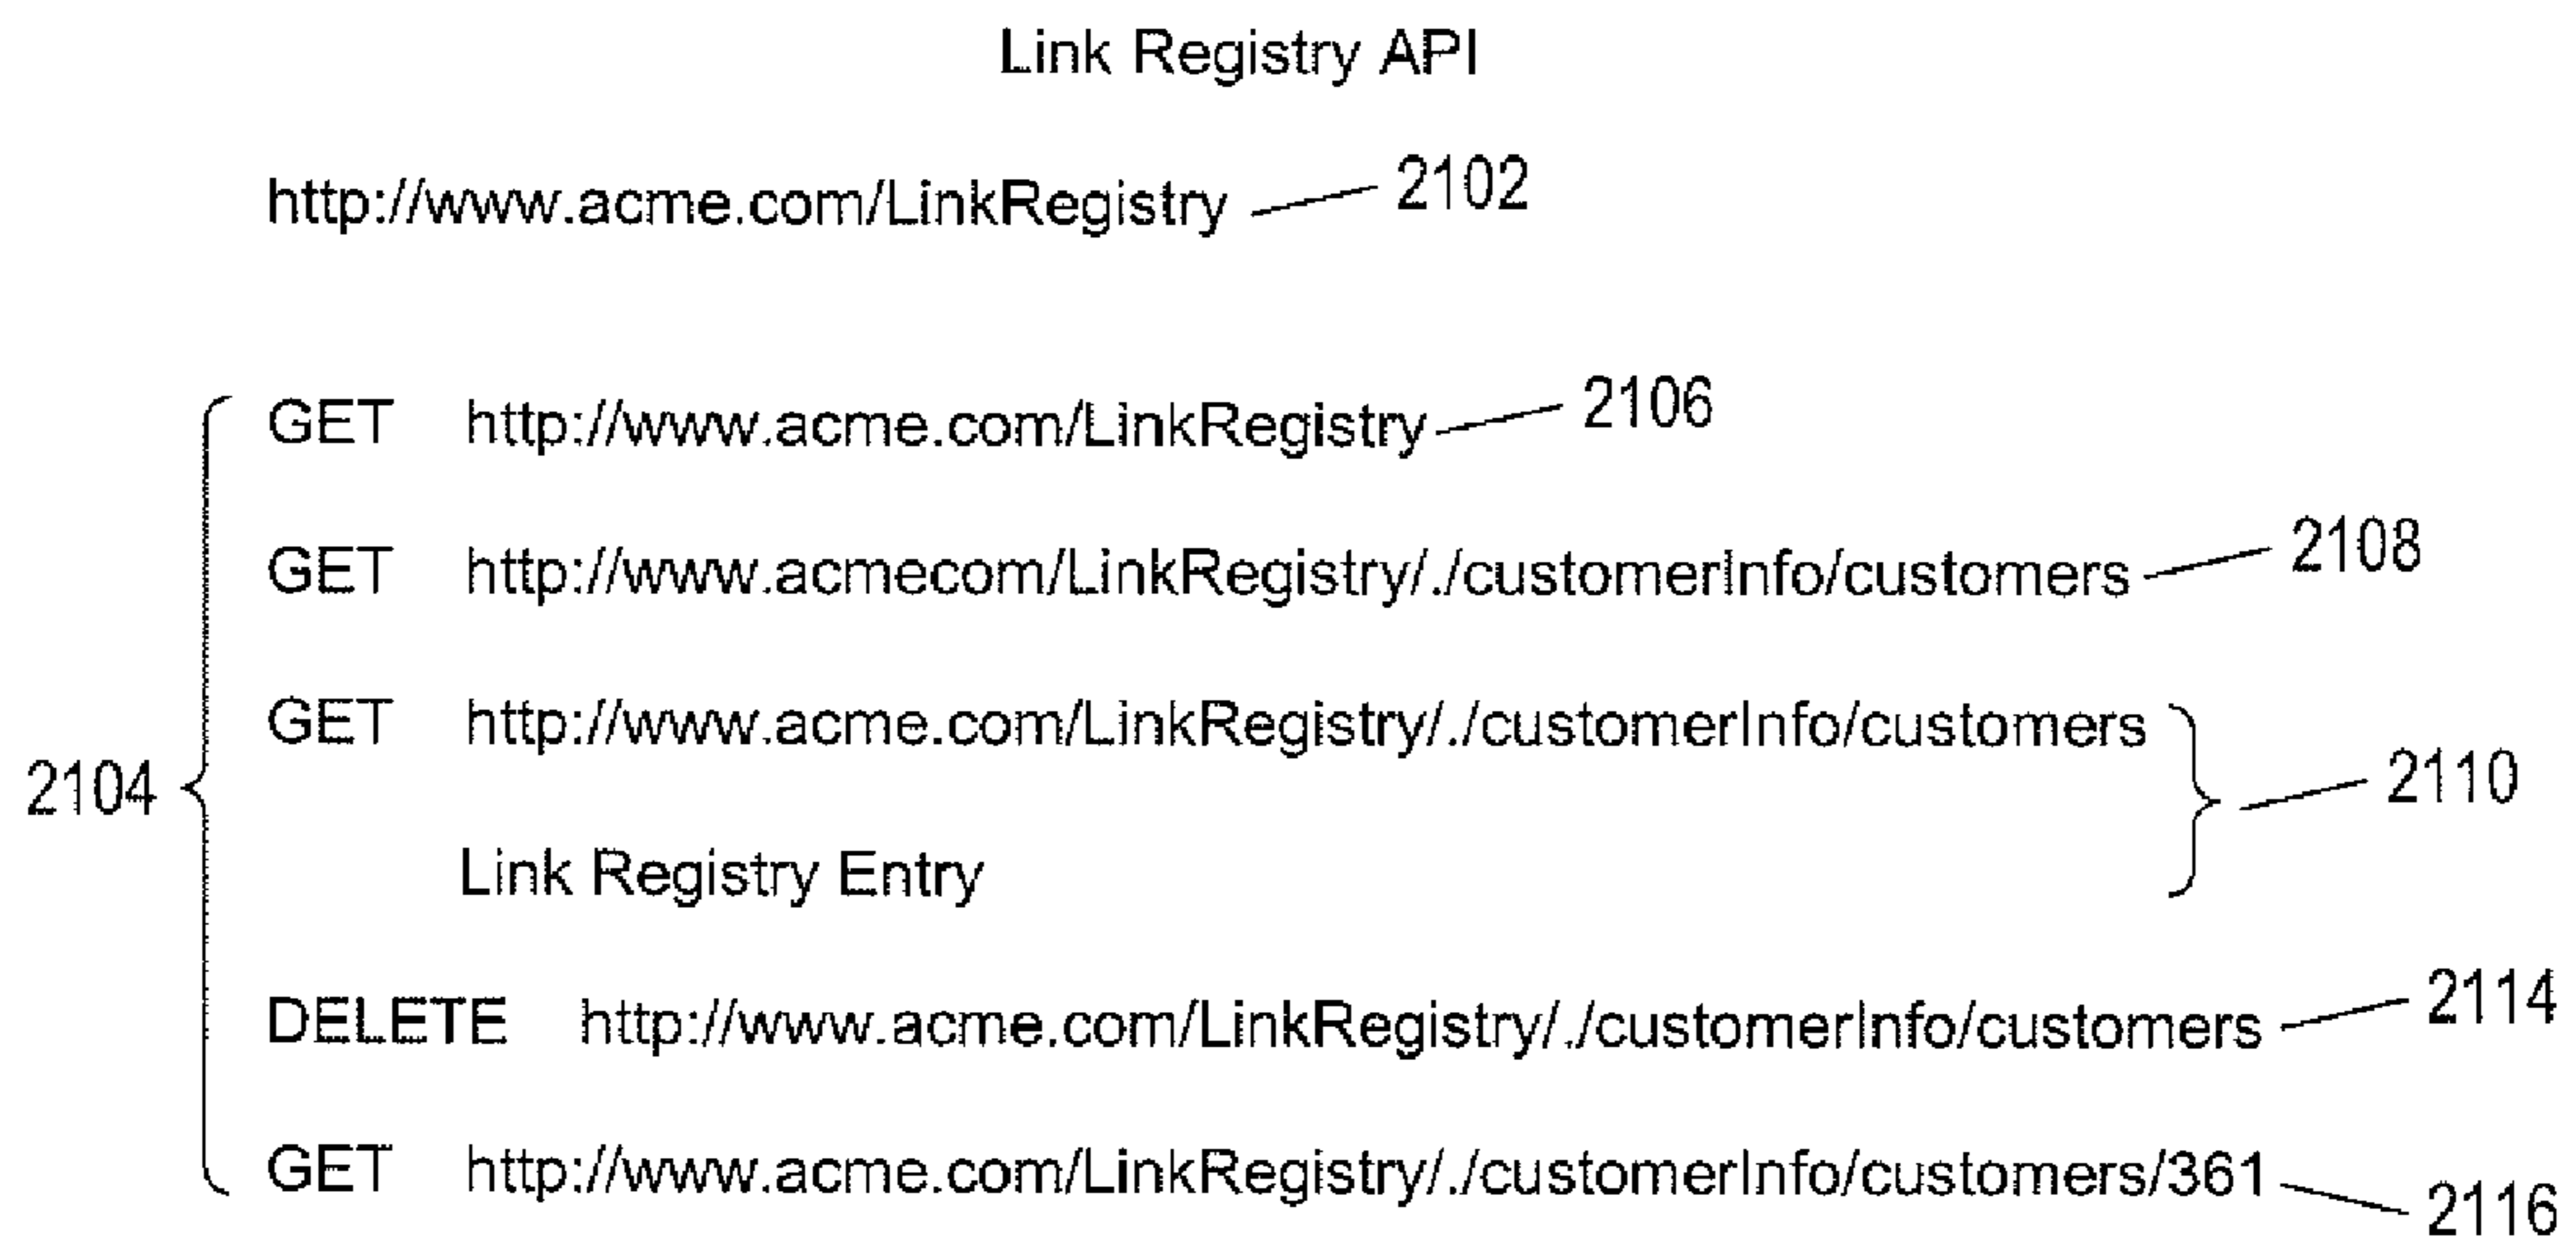 Link Registry API
http://www.acme.com/LinkRegistry 2102
GET http://www.acme.com/LinkRegistry 2106
GET http://www.acmecom/LinkRegistry/./customerInfo/customers 2108
GET http://www.acme.com/LinkRegistry/./customerInfo/customers
2104 2110
Link Registry Entry
DELETE http://www.acme.com/LinkRegistry/./customerInfo/customers 2114
GET http://www.acme.com/LinkRegistry/./customerInfo/customers/361 2116